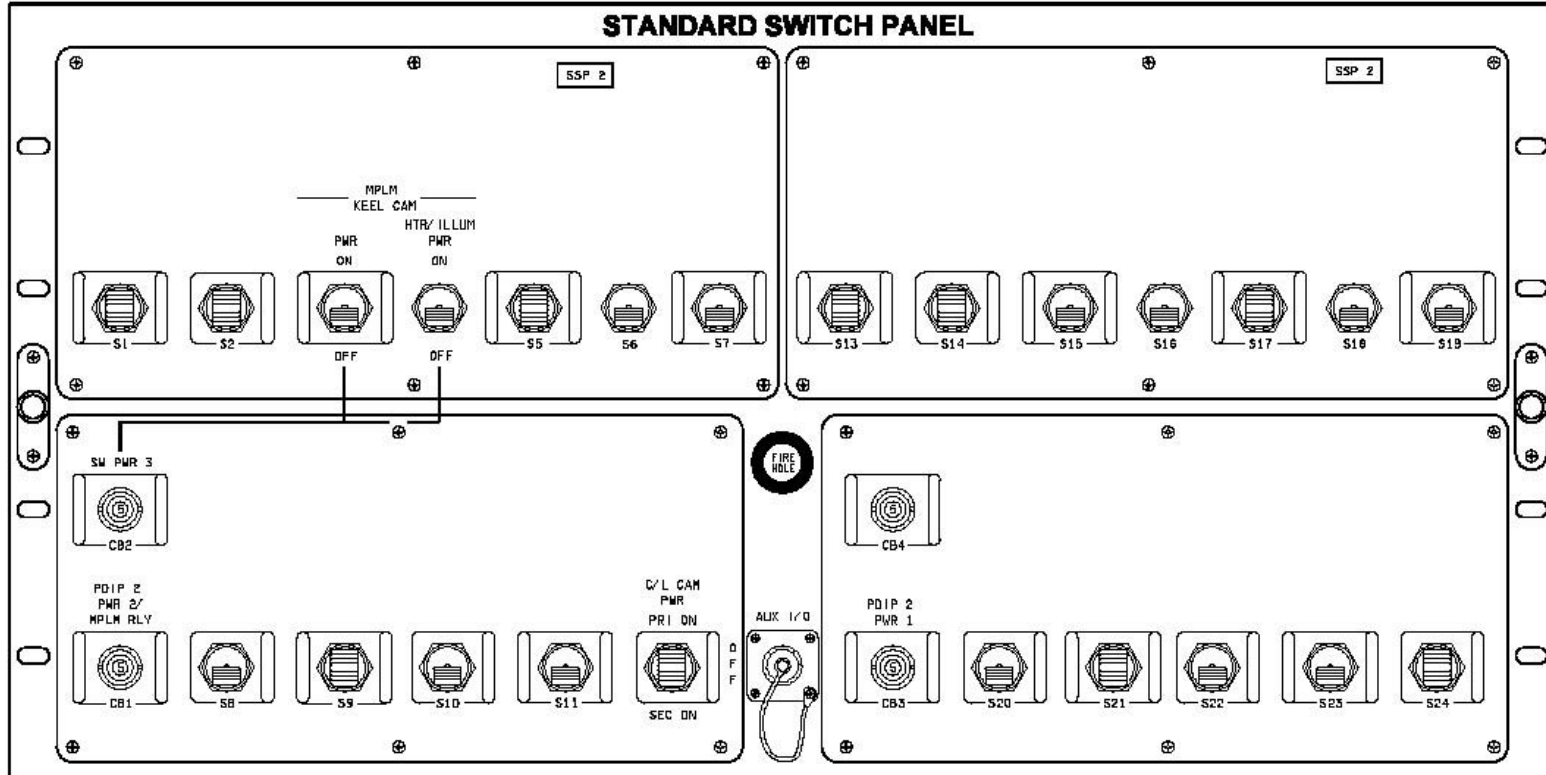 STANDARD SWITCH PANEL
SSP 2
SSP 2
MPLM
KEEL CAM
HTR/ILLUM
PWR
PWR
ON
ON
S1
S2
S5
S6
S7
S13
S14
S15
S16
S17
S18
S19
OFF
OFF
SW PWR 3
CB2
FIRE
HOLE
CB4
PDIP 2
PWR 2/
MPLM RLY
C/L CAM
PWR
PRI ON
OFF
SEC ON
AUX I/O
PDIP 2
PWR 1
CB1
S8
S9
S10
S11
CB3
S20
S21
S22
S23
S24